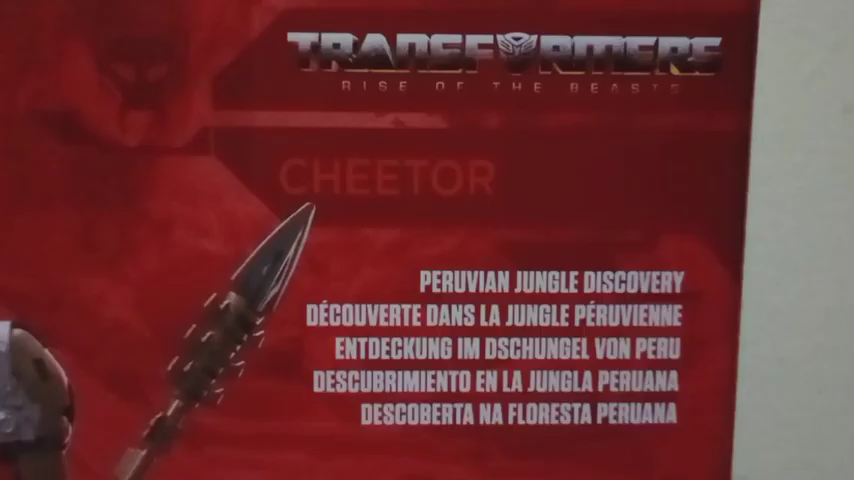 TRANSFORMERS
RISE OF THE BEASTS
CHEETOR
PERUVIAN JUNGLE DISCOVERY
DÉCOUVERTE DANS LA JUNGLE PÉRUVIENNE
ENTDECKUNG IM DSCHUNGEL VON PERU
DESCUBRIMIENTO EN LA JUNGLA PERUANA
DESCOBERTA NA FLORESTA PERUANA